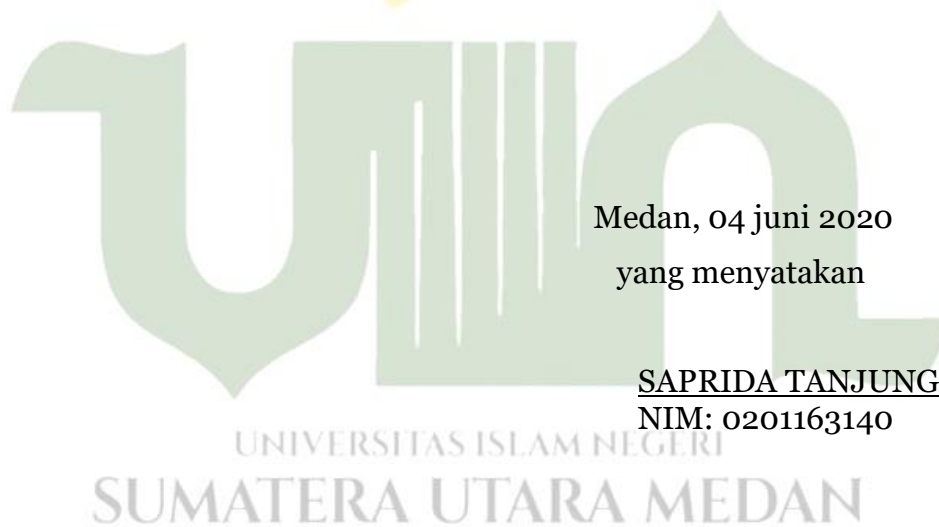 Medan, 04 juni 2020
yang menyatakan
SAPRIDA TANJUNG
NIM: 0201163140
UNIVERSITAS ISLAM NEGERI
SUMATERA UTARA MEDAN